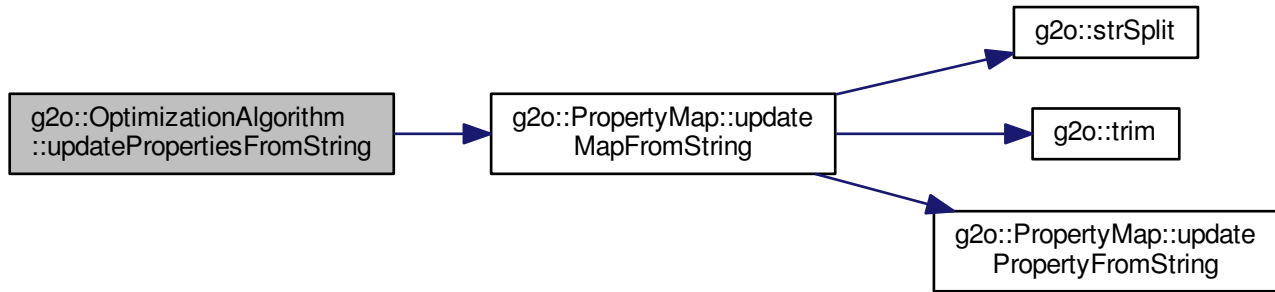 g2o::OptimizationAlgorithm
::updatePropertiesFromString
g2o::PropertyMap::update
MapFromString
g2o::strSplit
g2o::trim
g2o::PropertyMap::update
PropertyFromString